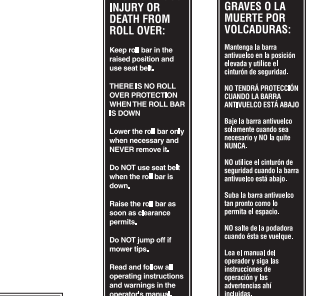 INJURY OR
DEATH FROM
ROLL OVER:
Keep roll bar in the
raised position and
use seat belt.
THERE IS NO ROLL
OVER PROTECTION
WHEN THE ROLL BAR
IS DOWN
Lower the roll bar only
when necessary and
NEVER remove it.
Do NOT use seat belt
when the roll bar is
down.
Raise the roll bar as
soon as clearance
permits.
Do NOT jump off if
mower tips.
Read and follow all
operating instructions
and warnings in the
operator's manual.
GRAVES O LA
MUERTE POR
VOLCADURAS:
Mantenga la barra
antivuelco en la posición
elevada y utilice el
cinturón de seguridad.
NO TENDRÁ PROTECCIÓN
CUANDO LA BARRA
ANTIVUELCO ESTÁ ABAJO
Baje la barra antivuelco
solamente cuando sea
necesario y NO la quite
NUNCA.
NO utilice el cinturón de
seguridad cuando la barra
antivuelco está abajo.
Suba la barra antivuelco
tan pronto como lo
permita el espacio.
NO salte de la podadora
cuando ésta se vuelque.
Lea el manual del
operador y siga las
instrucciones de
operación y las
advertencias ahí
incluidas.